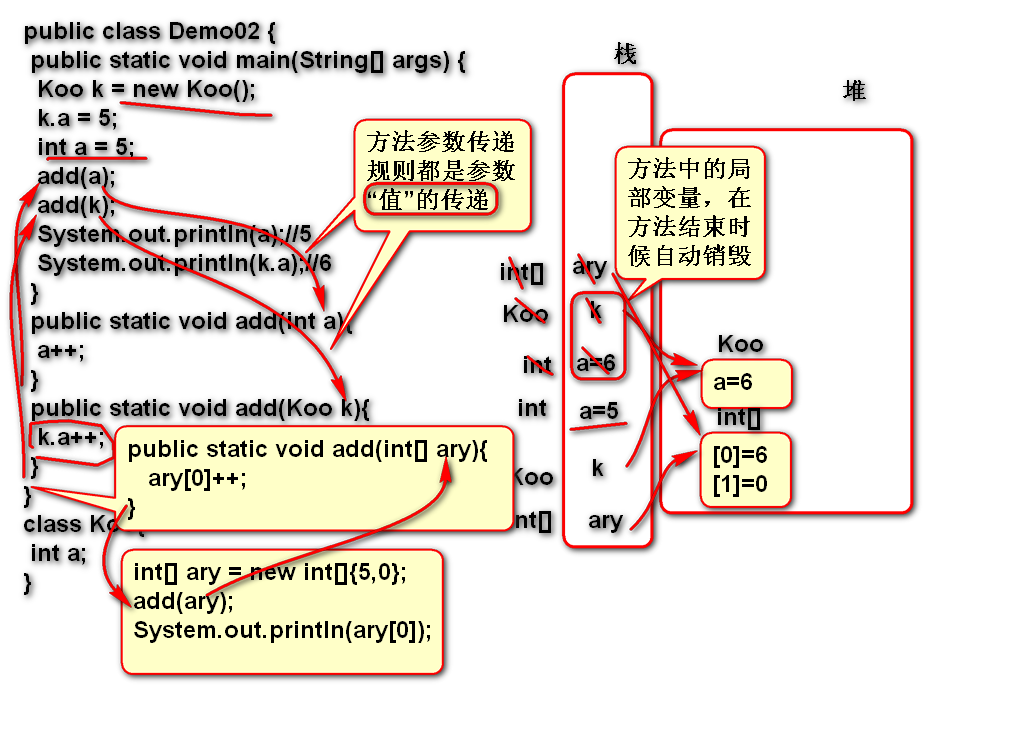 public class Demo02 {
public static void main(String[] args) {
Koo k = new Koo();
k.a = 5;
int a = 5;
add(a);
add(k);
System.out.println(a);//5
System.out.println(k.a);//6
}
public static void add(int a){
a++;
}
public static void add(Koo k){
k.a++;
}
}
class Ko {
int a;
}
方法参数传递
规则都是参数
“值”的传递
public static void add(int[] ary){
ary[0]++;
}
int[] ary = new int[]{5,0};
add(ary);
System.out.println(ary[0]);
栈
堆
方法中的局
部变量，在
方法结束时
候自动销毁
int[] ary
Koo k
int a=6
int a=5
Koo k
int[] ary
Koo
a=6
int[]
[0]=6
[1]=0